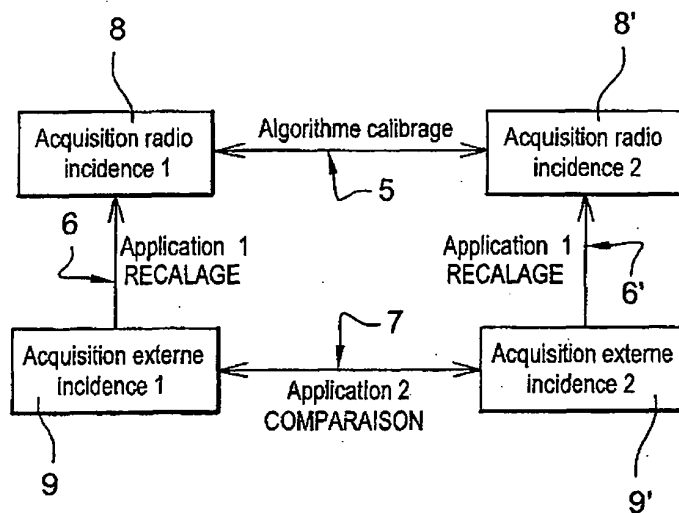 8
8'
Acquisition radio
incidence 1
Algorithme calibrage
Acquisition radio
incidence 2
5
6
Application 1
RECALAGE
Application 1
RECALAGE
6'
7
Acquisition externe
incidence 1
Application 2
COMPARAISON
Acquisition externe
incidence 2
9
9'